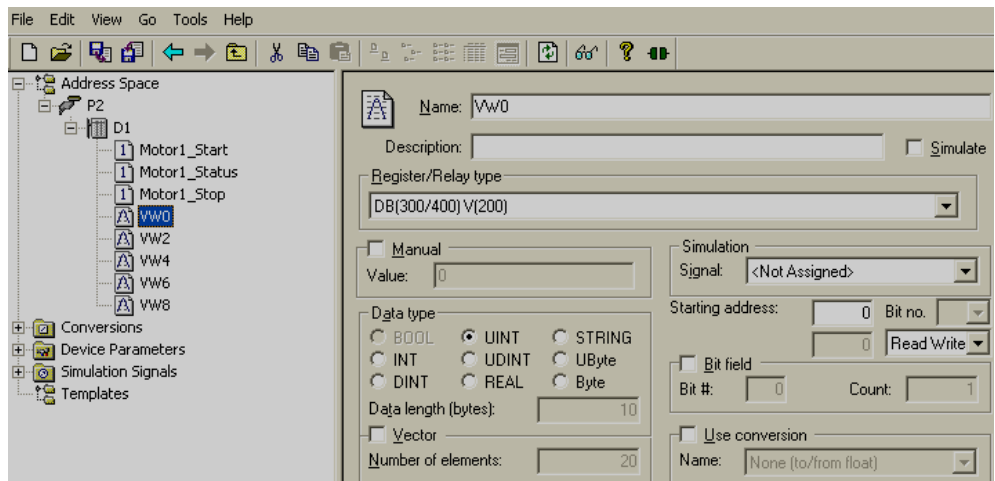 File Edit View Go Tools Help
Address Space
P2
D1
Motor1_Start
Motor1_Status
Motor1_Stop
VW0
VW2
VW4
VW6
VW8
Conversions
Device Parameters
Simulation Signals
Templates
Name: VW0
Description: Simulate
Register/Relay type
DB(300/400) V(200)
Manual
Value: 0
Data type
BOOL UINT STRING
INT UDINT UByte
DINT REAL Byte
Data length (bytes): 10
Vector
Number of elements: 20
Simulation
Signal: <Not Assigned>
Starting address: 0 Bit no.
0 Read Write
Bit field
Bit #: 0 Count: 1
Use conversion
Name: None (to/from float)